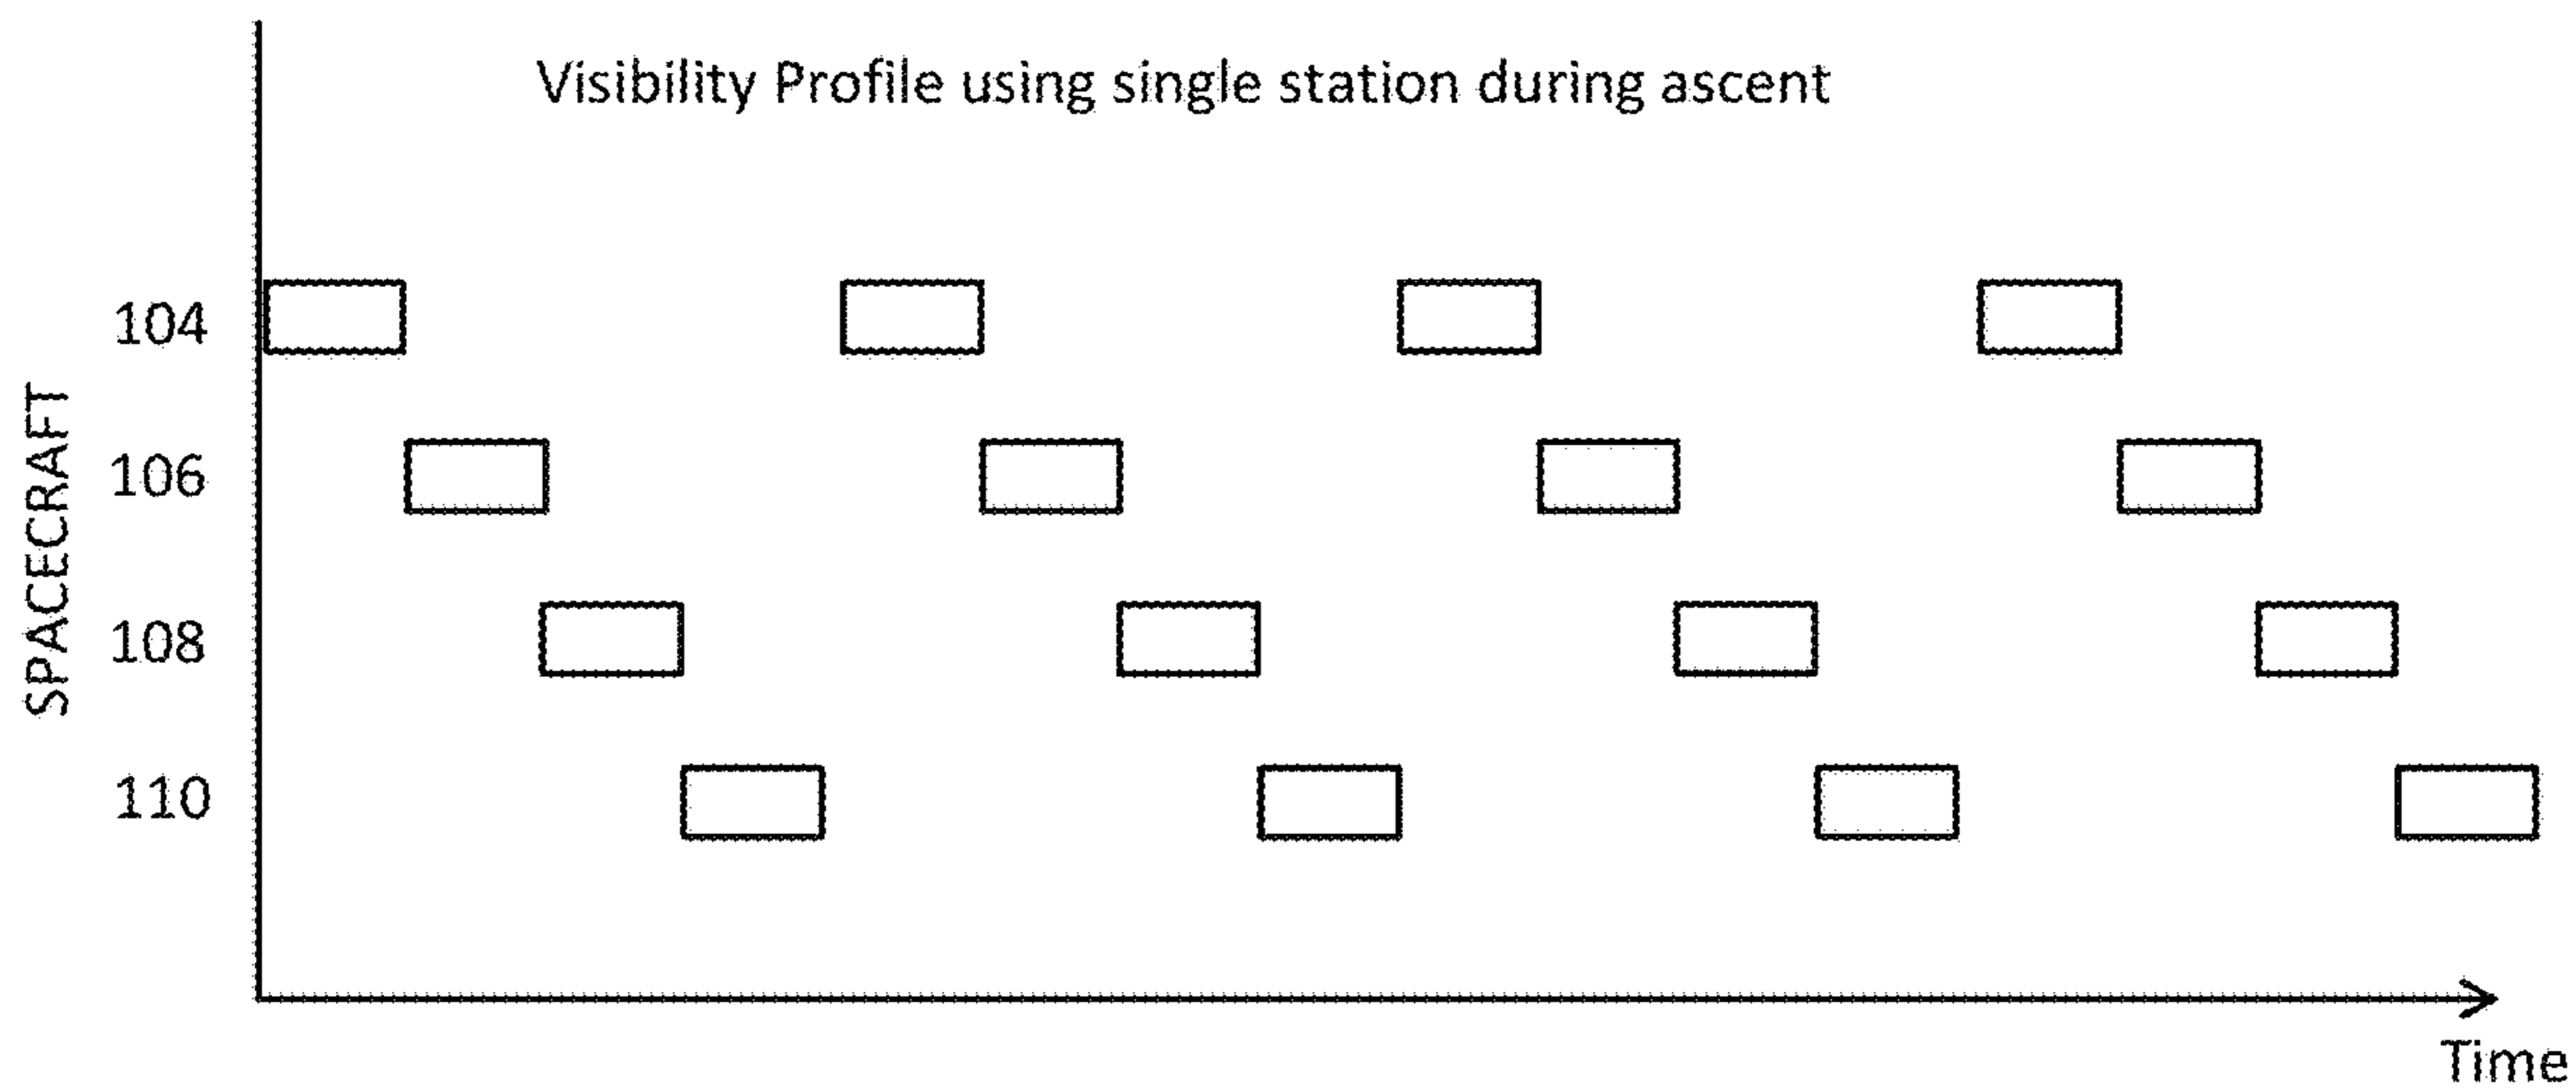 Visibility Profile using single station during ascent
SPACECRAFT
104
106
108
110
Time